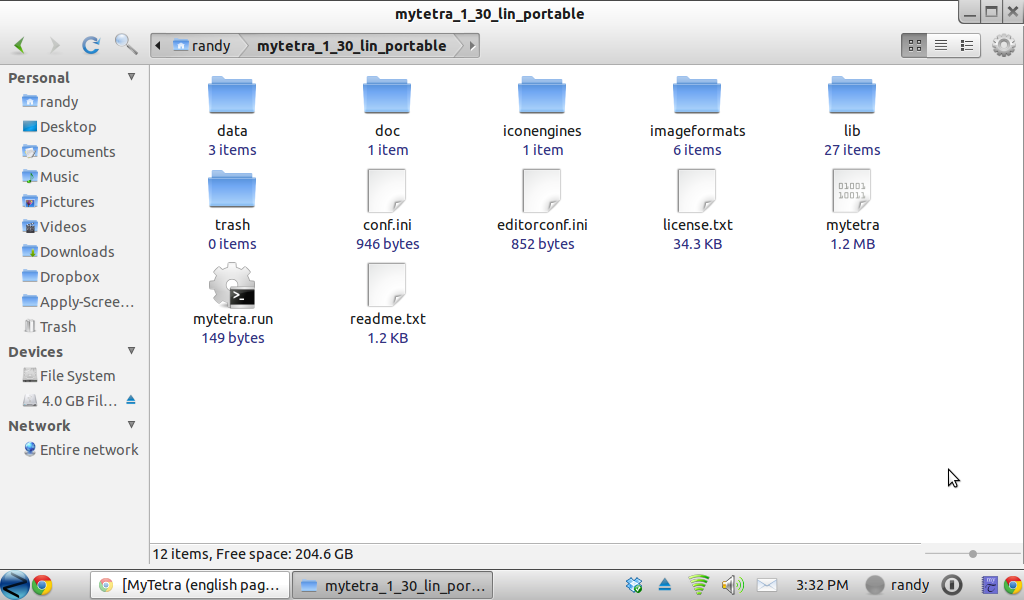 mytetra_1_30_lin_portable
randy mytetra_1_30_lin_portable
Personal
randy
Desktop
Documents
Music
Pictures
Videos
Downloads
Dropbox
Apply-Scree...
Trash
Devices
File System
4.0 GB Fil...
Network
Entire network
data doc iconengines imageformats lib
3 items 1 item 1 item 6 items 27 items
01001
10011
trash conf.ini editorconf.ini license.txt mytetra
0 items 946 bytes 852 bytes 34.3 KB 1.2 MB
>_
mytetra.run readme.txt
149 bytes 1.2 KB
12 items, Free space: 204.6 GB
[MyTetra (english pag... mytetra_1_30_lin_por... 3:32 PM randy